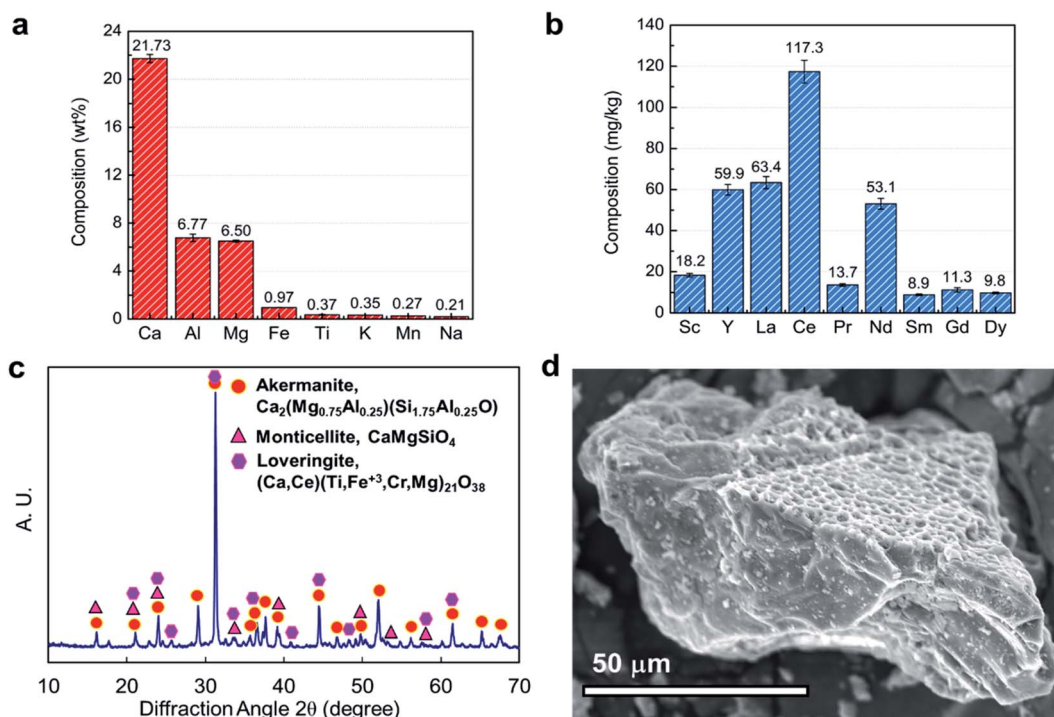 a
Composition (wt%)
24
20
16
12
8
4
0
21.73
6.77
6.50
0.97
0.37
0.35
0.27
0.21
Ca Al Mg Fe Ti K Mn Na
b
Composition (mg/kg)
140
120
100
80
60
40
20
0
18.2
59.9
63.4
117.3
13.7
53.1
8.9
11.3
9.8
Sc Y La Ce Pr Nd Sm Gd Dy
c
A. U.
Akermanite,
Ca2(Mg0.75Al0.25)(Si1.75Al0.25O)
Monticellite, CaMgSiO4
Loveringite,
(Ca,Ce)(Ti,Fe+3,Cr,Mg)21O38
10 20 30 40 50 60 70
Diffraction Angle 2θ (degree)
d
50 μm